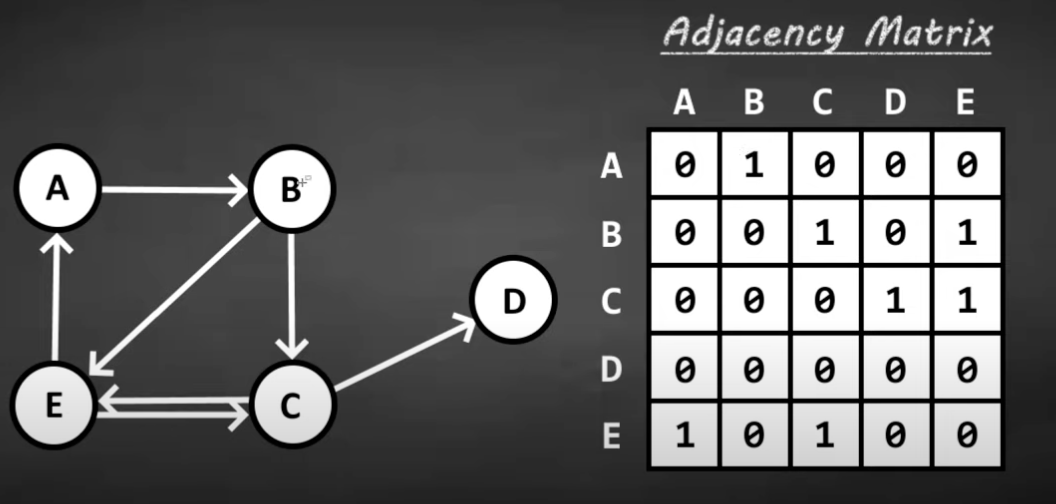 Adjacency Matrix
A B C D E
A 0 1 0 0 0
B 0 0 1 0 1
C 0 0 0 1 1
D 0 0 0 0 0
E 1 0 1 0 0
A B
D
E C